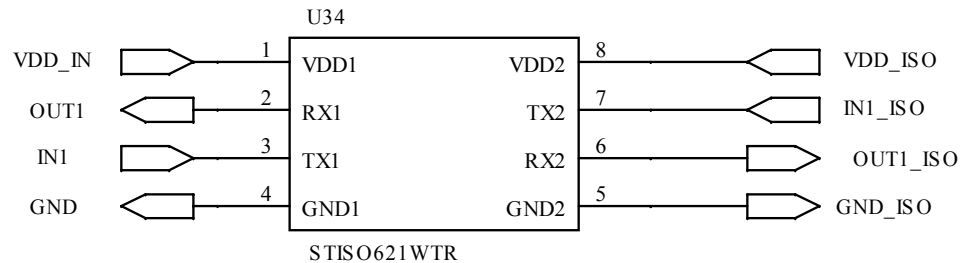 U34
VDD_IN 1 VDD1 VDD2 8 VDD_ISO
OUT1 2 RX1 TX2 7 IN1_ISO
IN1 3 TX1 RX2 6 OUT1_ISO
GND 4 GND1 GND2 5 GND_ISO
STISO621WTR